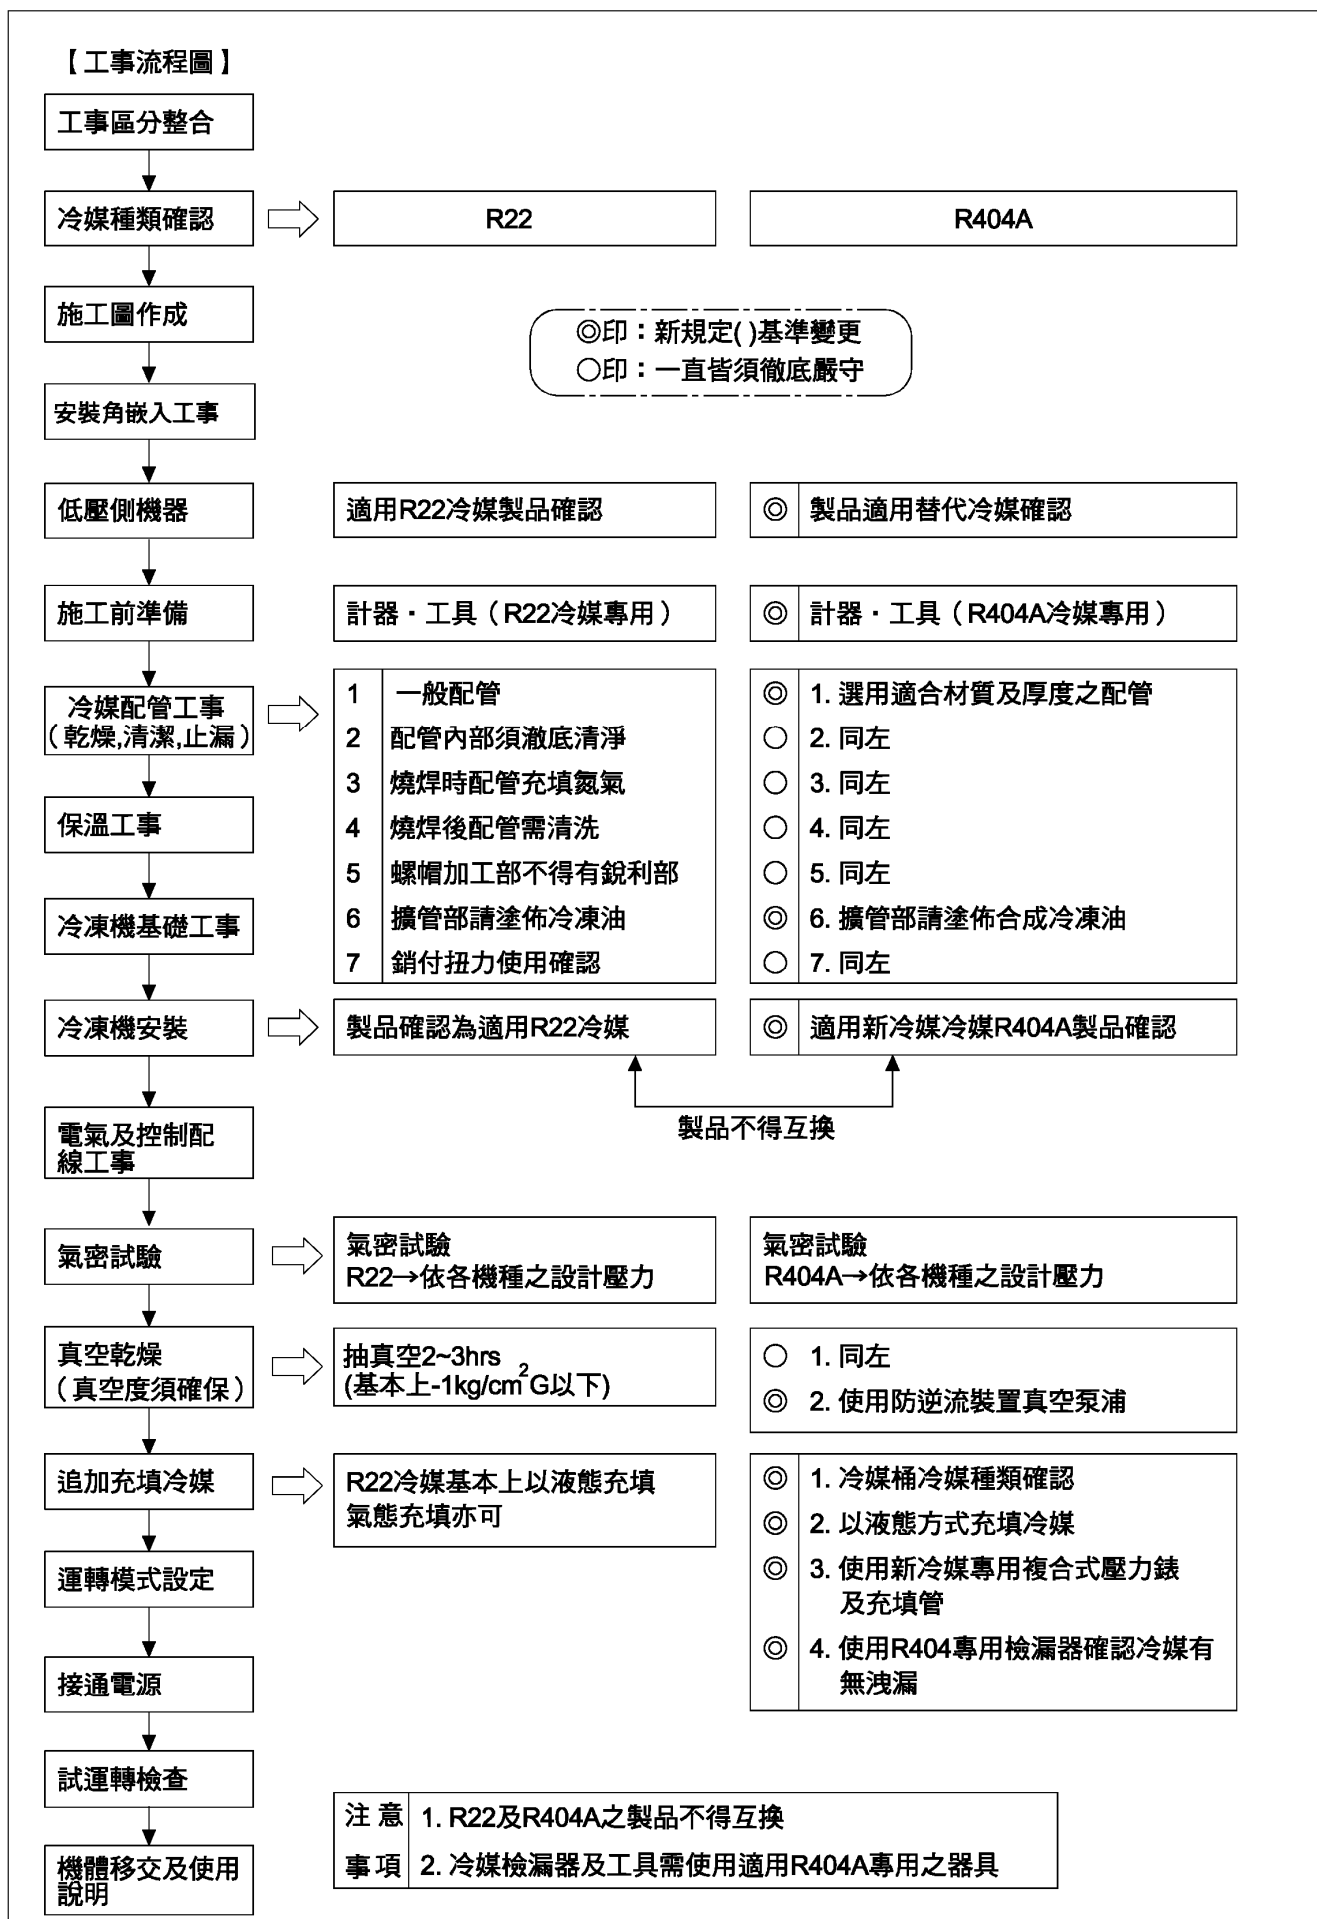 【工事流程圖】
工事區分整合
冷媒種類確認
R22
R404A
施工圖作成
◎印：新規定( )基準變更
○印：一直皆須徹底嚴守
安裝角嵌入工事
低壓側機器
適用R22冷媒製品確認
◎ 製品適用替代冷媒確認
施工前準備
計器・工具（R22冷媒專用）
◎ 計器・工具（R404A冷媒專用）
冷媒配管工事
（乾燥,清潔,止漏）
1 一般配管
2 配管內部須澈底清淨
3 燒焊時配管充填氮氣
4 燒焊後配管需清洗
5 螺帽加工部不得有銳利部
6 擴管部請塗佈冷凍油
7 銷付扭力使用確認
◎ 1. 選用適合材質及厚度之配管
○ 2. 同左
○ 3. 同左
○ 4. 同左
○ 5. 同左
◎ 6. 擴管部請塗佈合成冷凍油
○ 7. 同左
保溫工事
冷凍機基礎工事
冷凍機安裝
製品確認為適用R22冷媒
◎ 適用新冷媒冷媒R404A製品確認
製品不得互換
電氣及控制配
線工事
氣密試驗
氣密試驗
R22→依各機種之設計壓力
氣密試驗
R404A→依各機種之設計壓力
真空乾燥
（真空度須確保）
抽真空2~3hrs
(基本上-1kg/cm²G以下)
○ 1. 同左
◎ 2. 使用防逆流裝置真空泵浦
追加充填冷媒
R22冷媒基本上以液態充填
氣態充填亦可
◎ 1. 冷媒桶冷媒種類確認
◎ 2. 以液態方式充填冷媒
◎ 3. 使用新冷媒專用複合式壓力錶
及充填管
◎ 4. 使用R404專用檢漏器確認冷媒有
無洩漏
運轉模式設定
接通電源
試運轉檢查
機體移交及使用
說明
注意 1. R22及R404A之製品不得互換
事項 2. 冷媒檢漏器及工具需使用適用R404A專用之器具